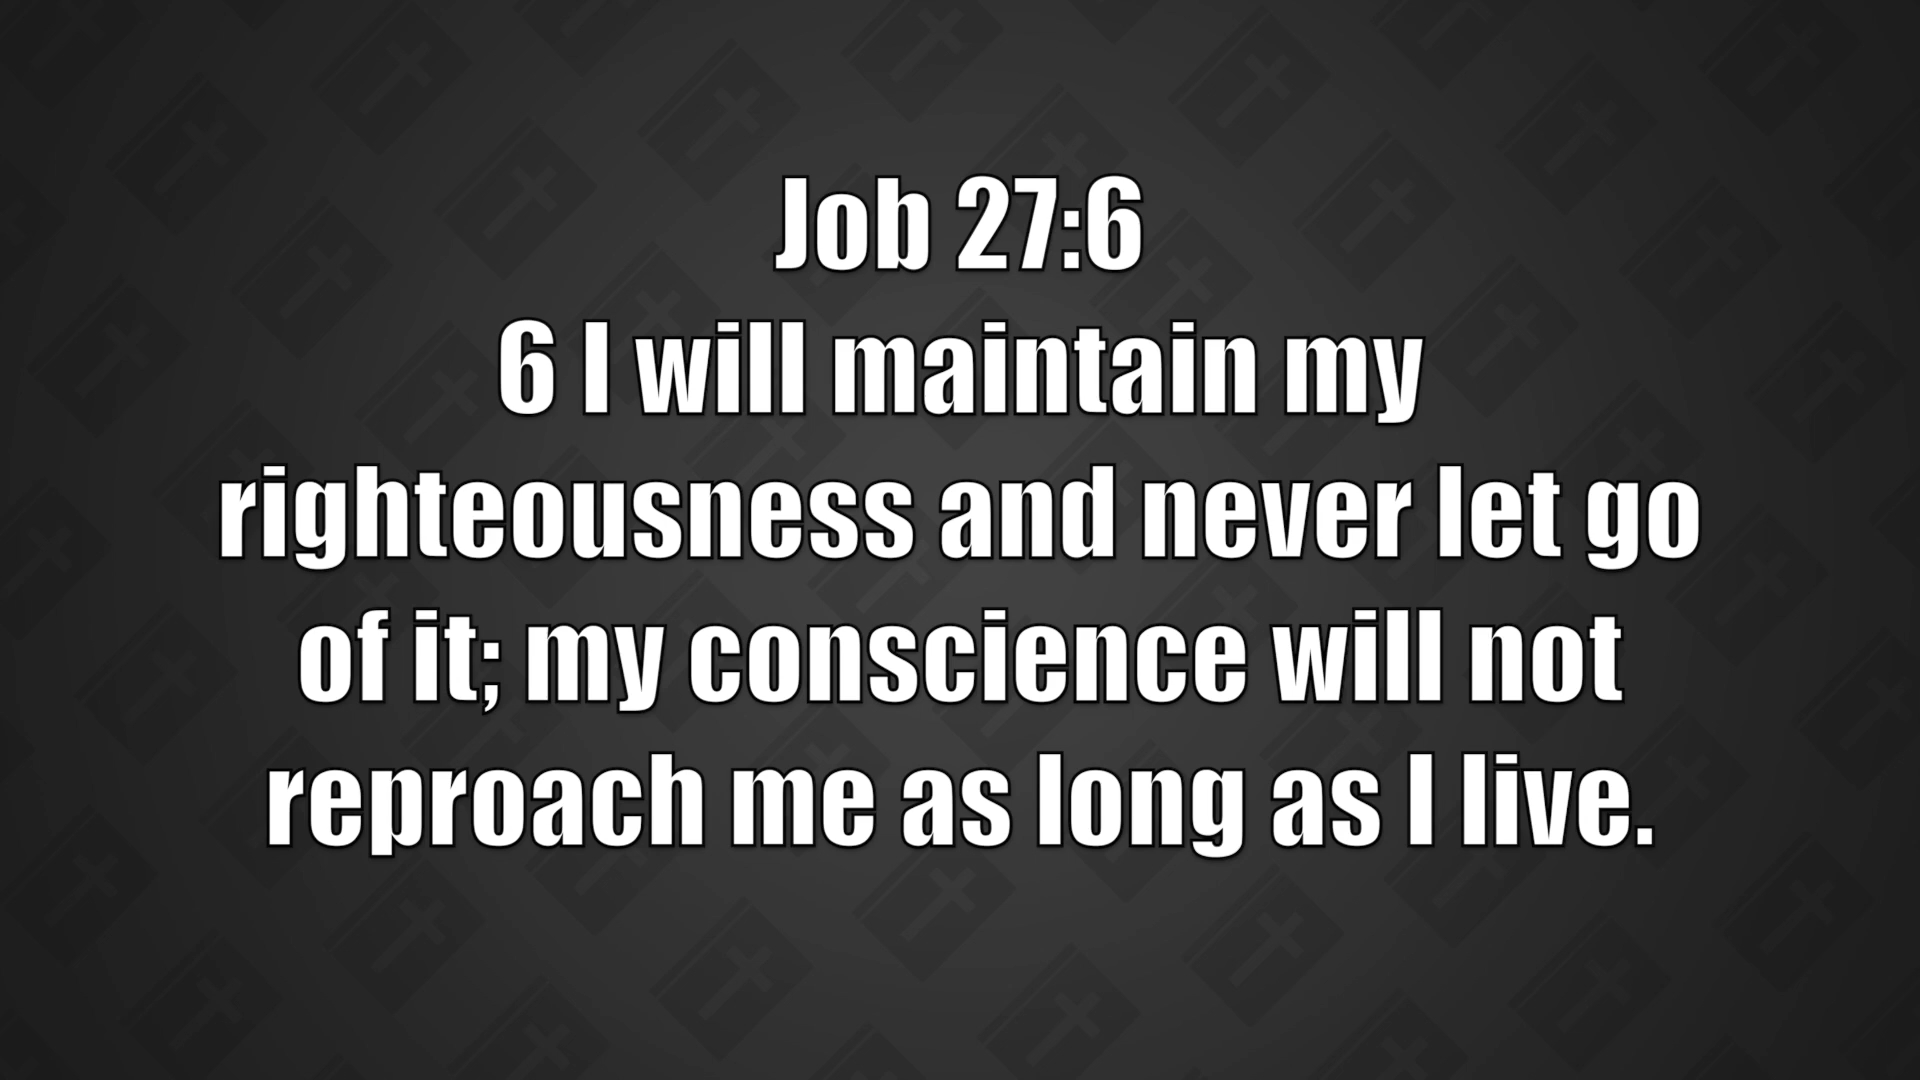 Job 27:6
6 I will maintain my
righteousness and never let go
of it; my conscience will not
reproach me as long as I live.